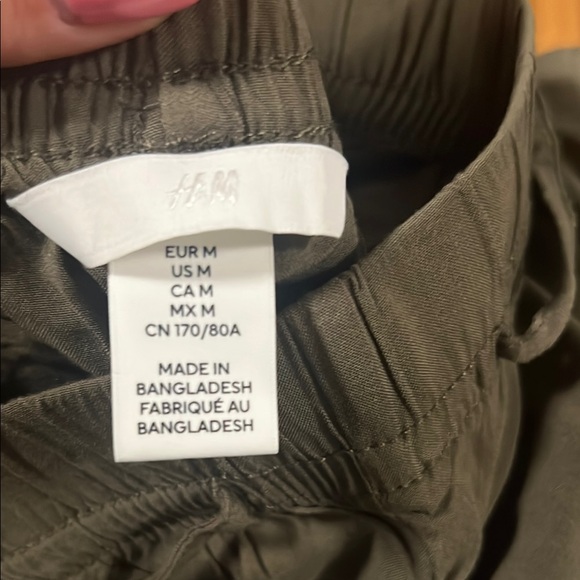 H&M
EUR M
US M
CA M
MX M
CN 170/80A
MADE IN
BANGLADESH
FABRIQUÉ AU
BANGLADESH